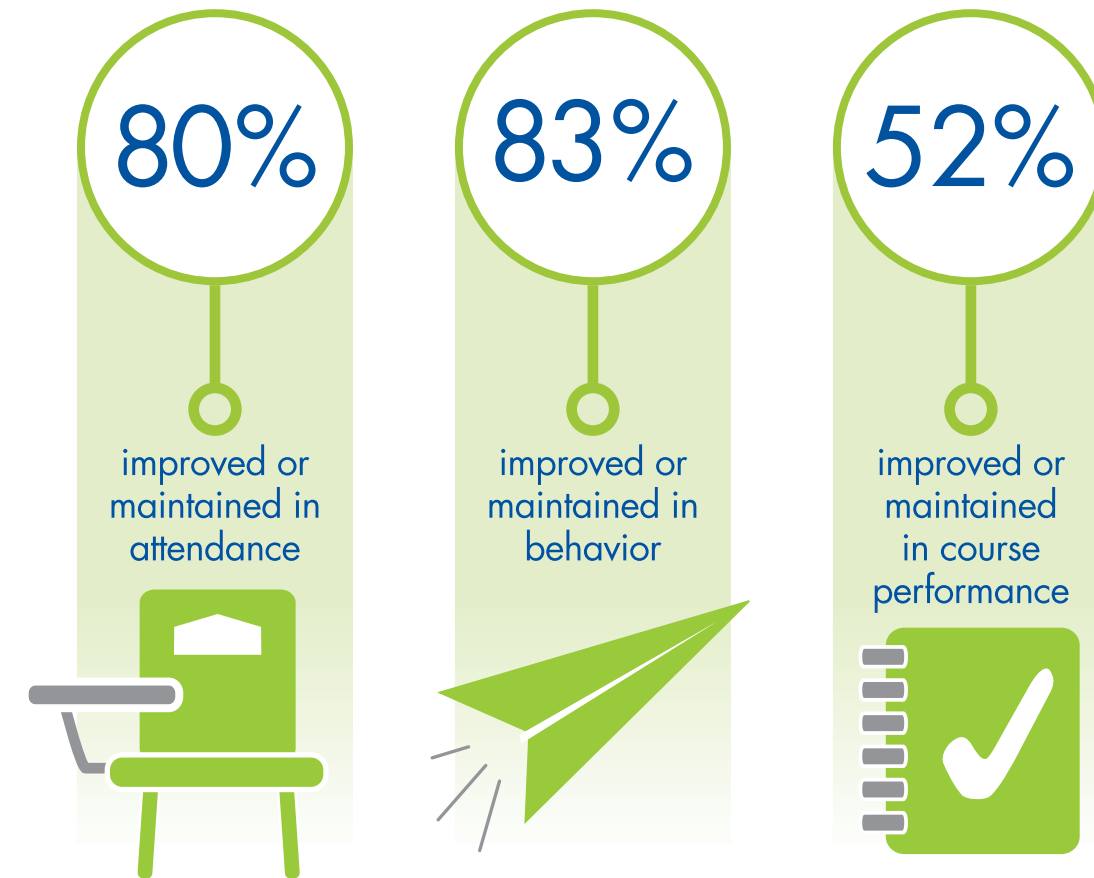 80%
improved or
maintained in
attendance
83%
improved or
maintained in
behavior
52%
improved or
maintained
in course
performance